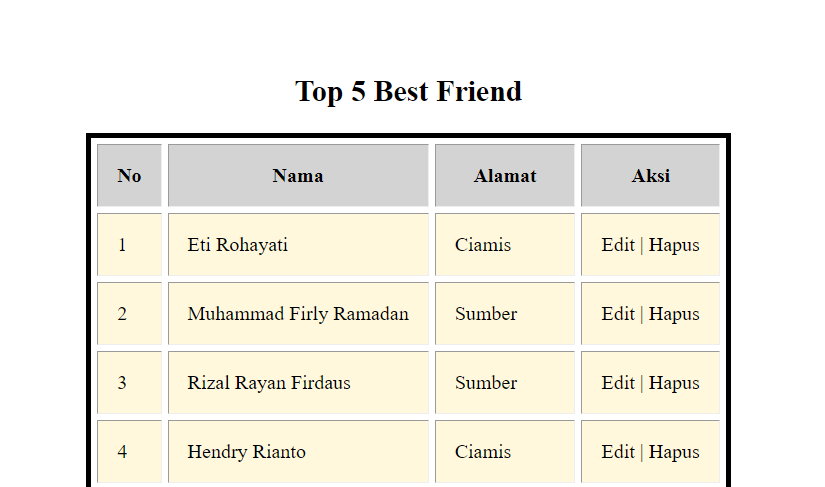 Top 5 Best Friend
No Nama Alamat Aksi
1 Eti Rohayati Ciamis Edit | Hapus
2 Muhammad Firly Ramadan Sumber Edit | Hapus
3 Rizal Rayan Firdaus Sumber Edit | Hapus
4 Hendry Rianto Ciamis Edit | Hapus